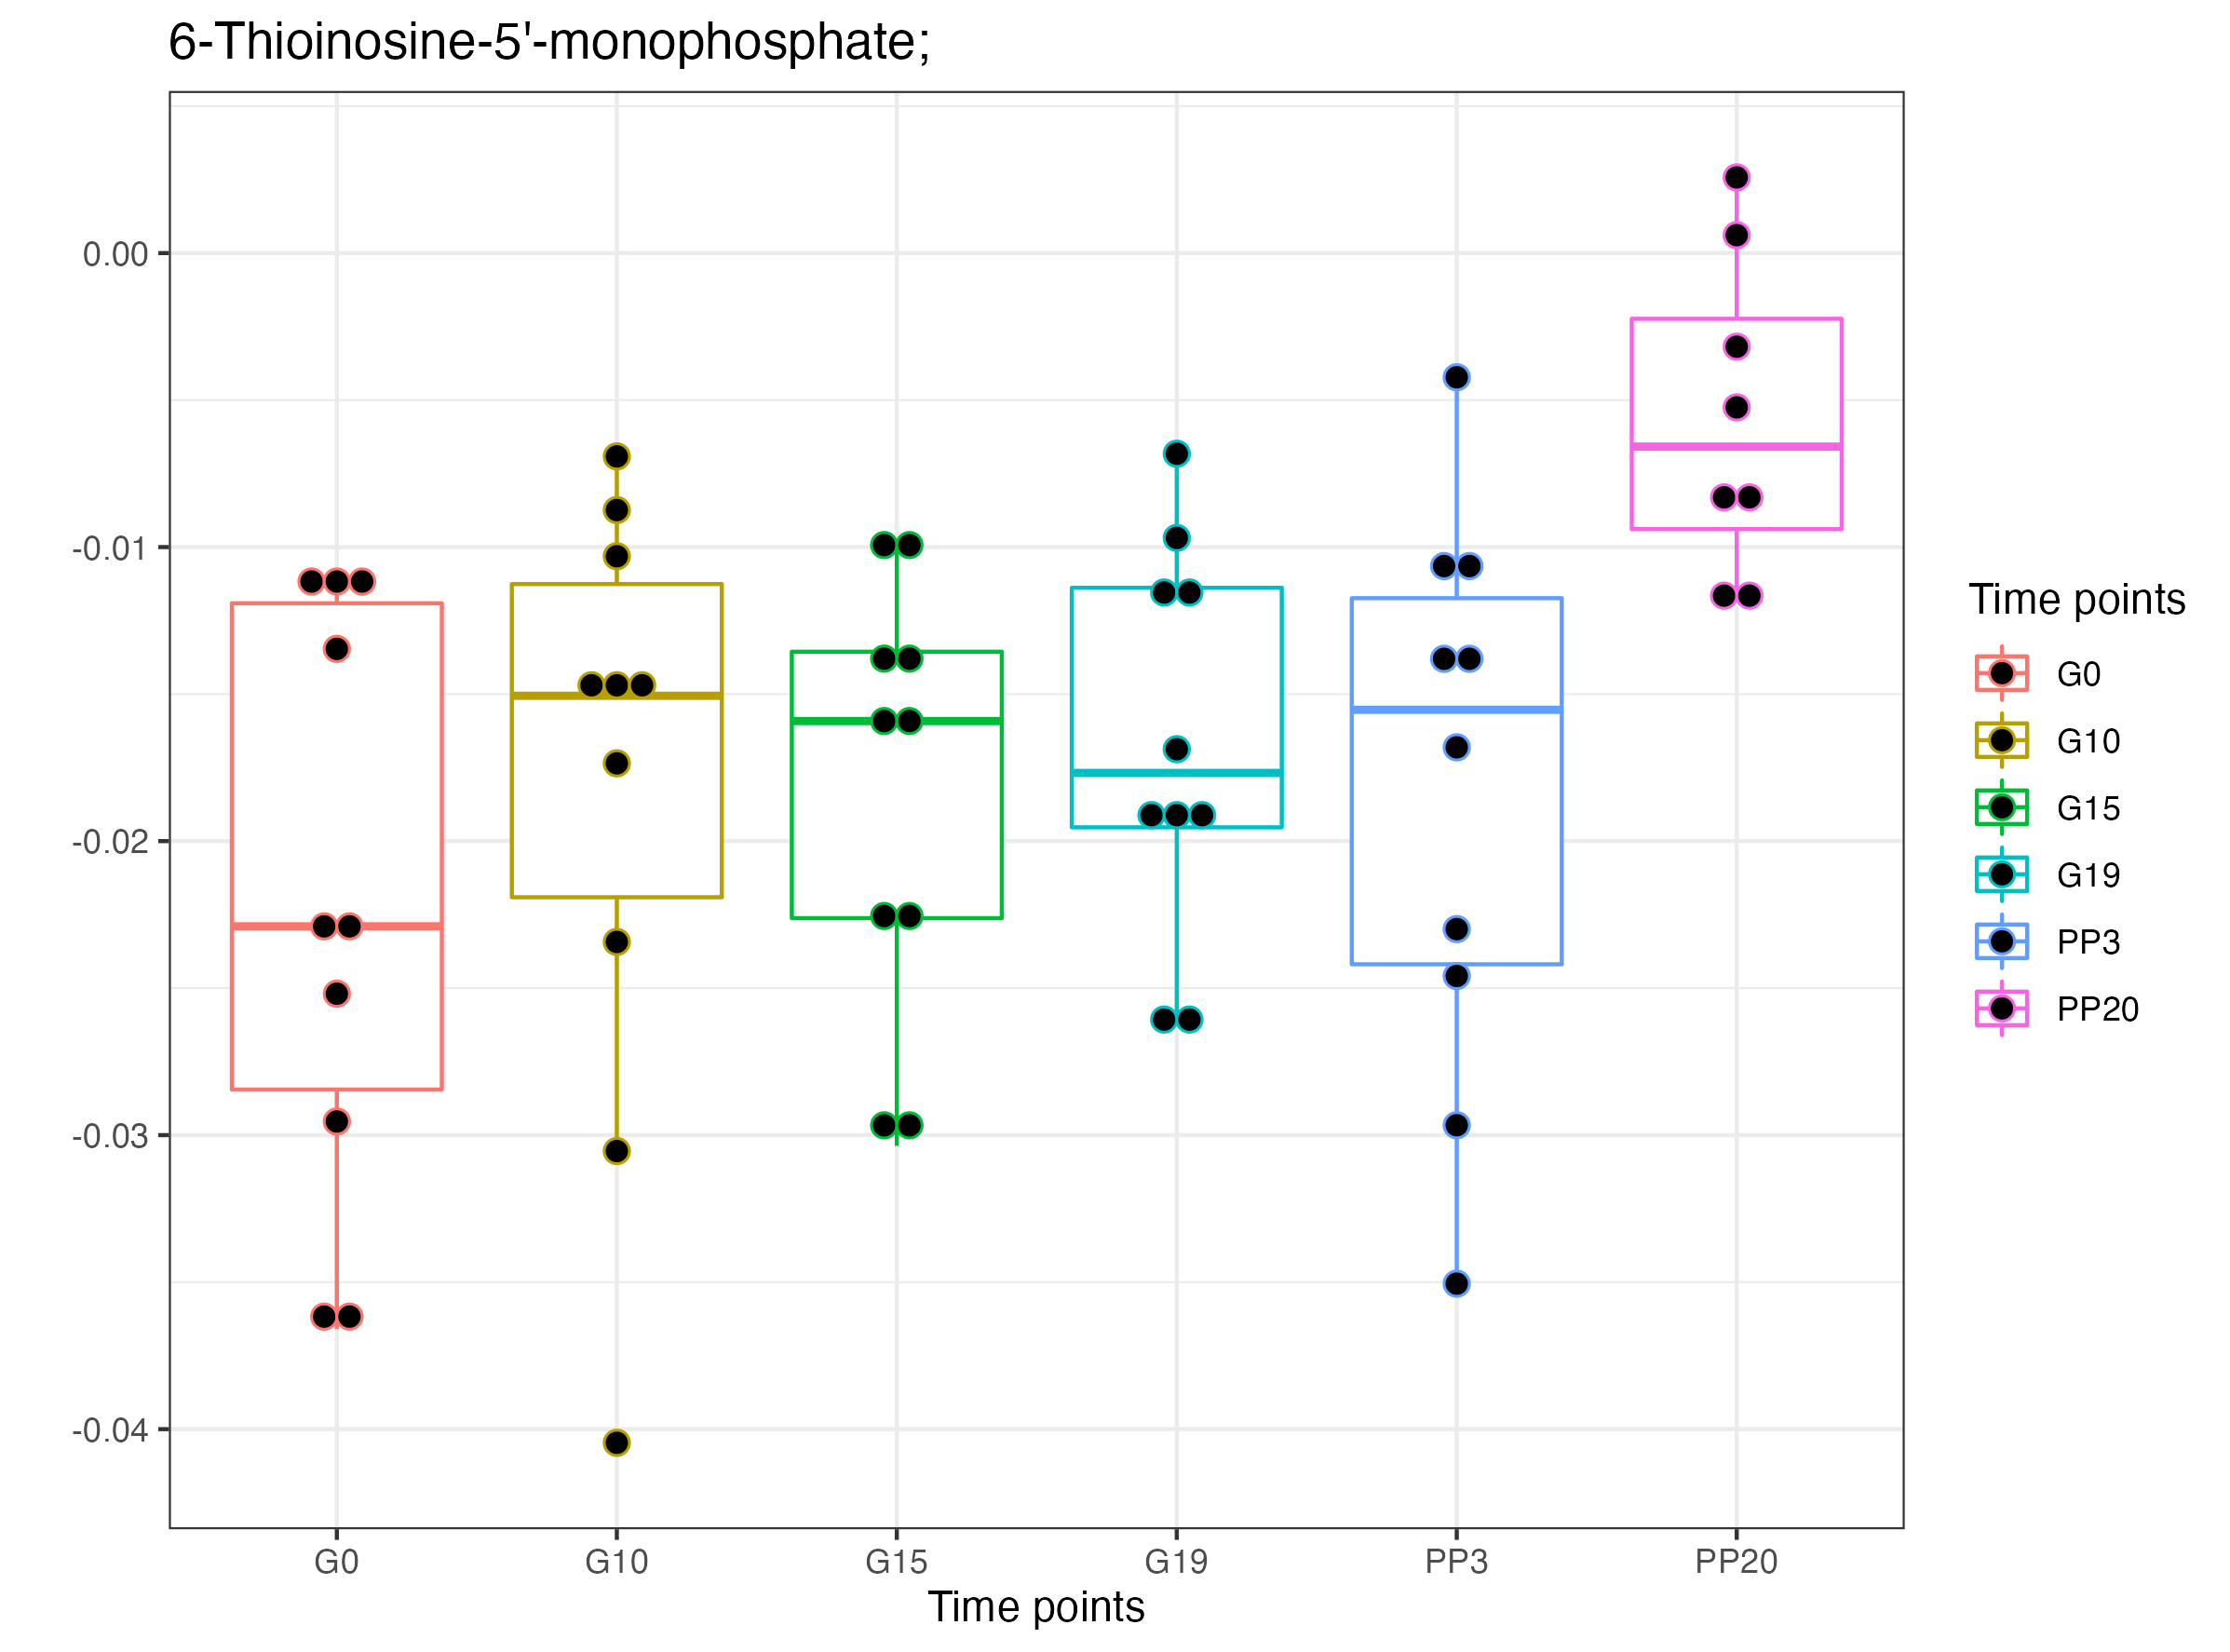 6-Thioinosine-5'-monophosphate;
0.00
-0.01
-0.02
-0.03
-0.04
G0 G10 G15 G19 PP3 PP20
Time points
Time points
G0
G10
G15
G19
PP3
PP20